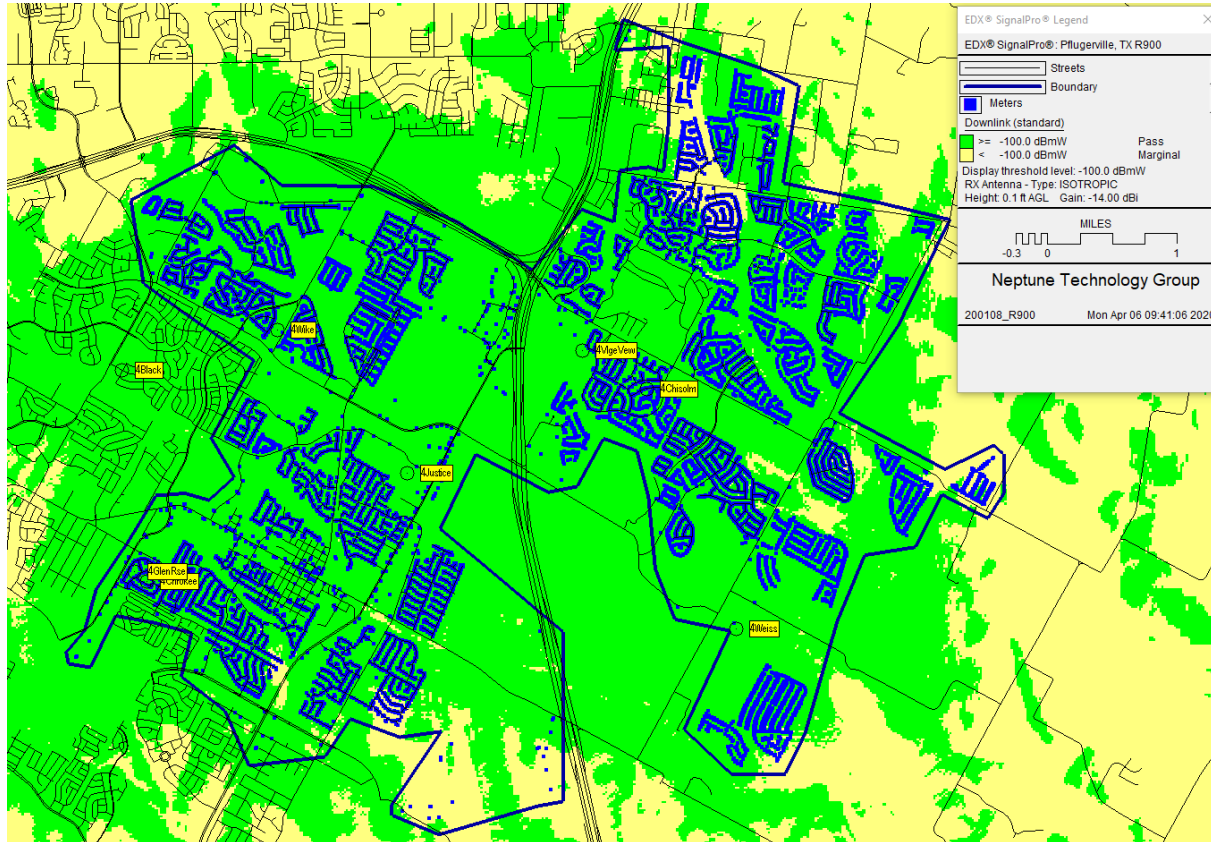 EDX® SignalPro® Legend
EDX® SignalPro®: Pflugerville, TX R900
Streets
Boundary
Meters
Downlink (standard)
>= -100.0 dBmW Pass
< -100.0 dBmW Marginal
Display threshold level: -100.0 dBmW
RX Antenna - Type: ISOTROPIC
Height: 0.1 ft AGL Gain: -14.00 dBi
MILES
-0.3 0 1
Neptune Technology Group
200108_R900 Mon Apr 06 09:41:06 2020
4Wike
4VlgeVew
4Black
4Chisolm
4Justice
4GlenRse
4Chrokee
4Weiss